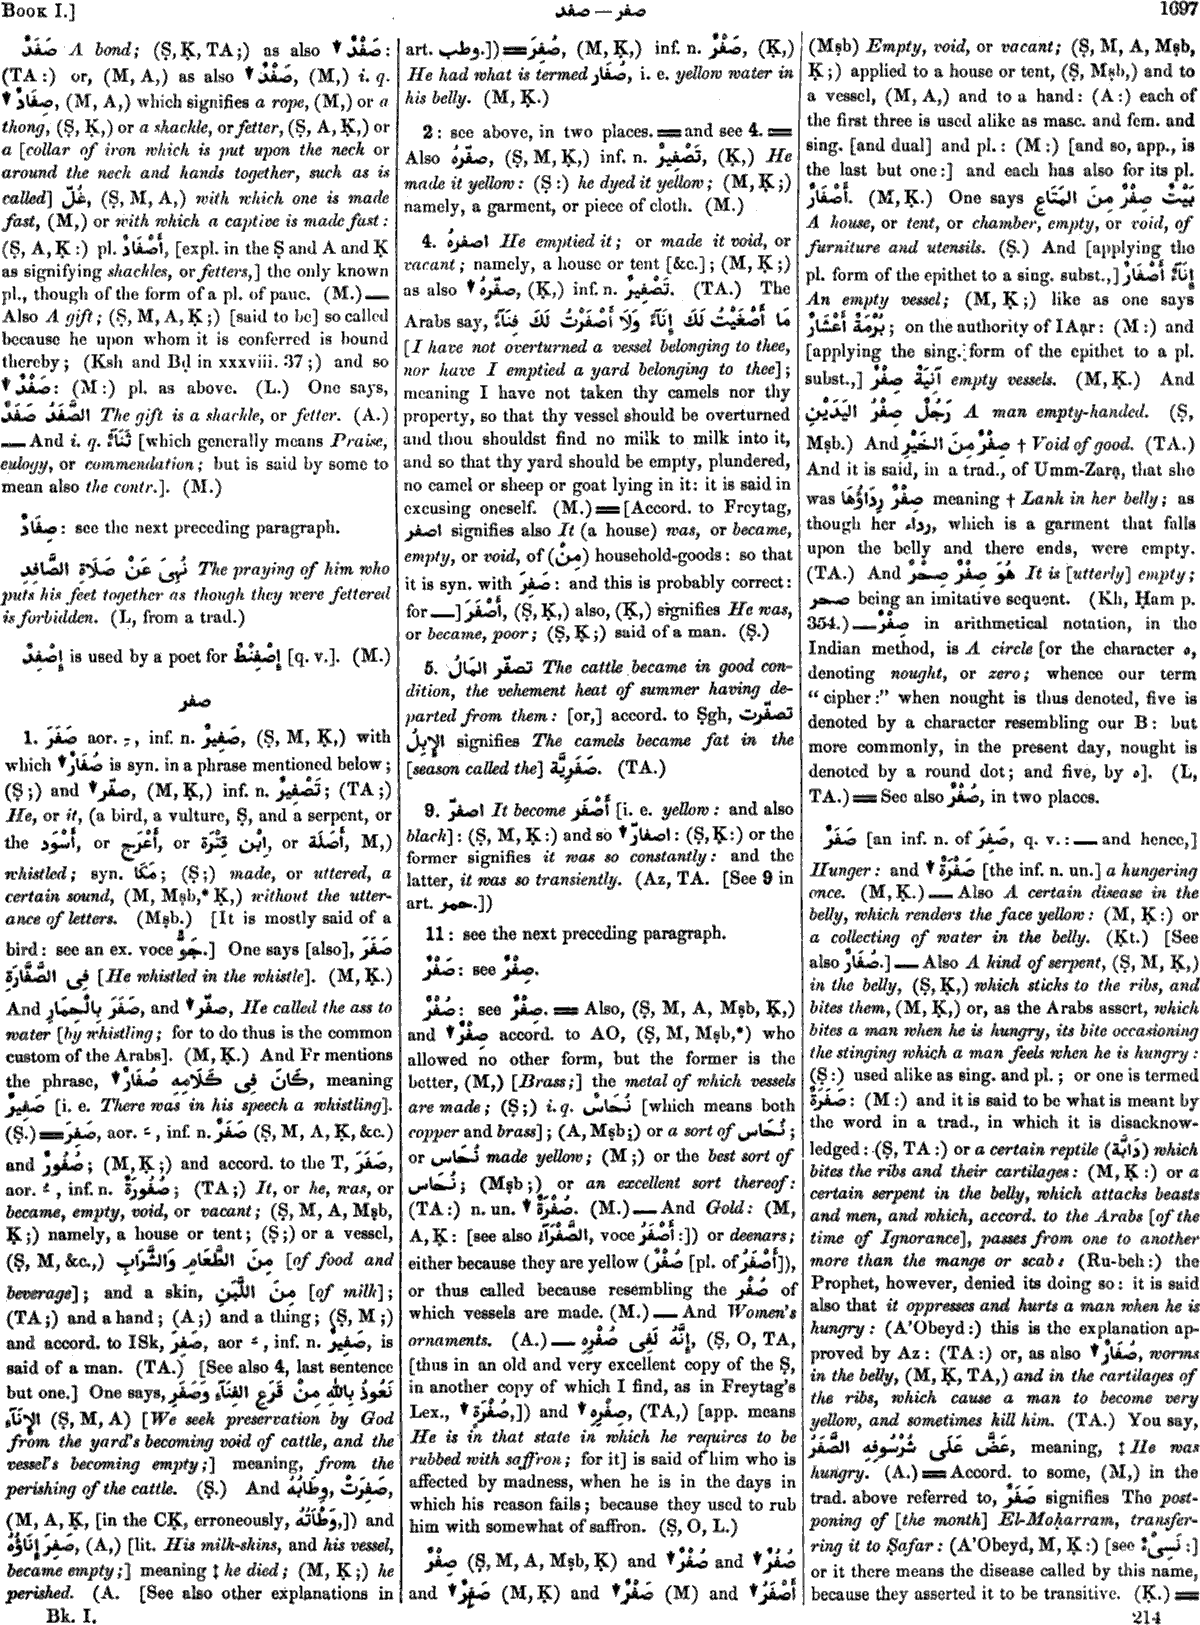 BOOK I.]
صفد — صفر
1697
صَفَدٌ A bond; (Ṣ, Ḳ, TA;) as also ▼ صَفْدٌ:
(TA:) or, (M, A,) as also ▼ صَفْدٌ, (M,) i. q.
▼ صِفَادٌ, (M, A,) which signifies a rope, (M,) or a
thong, (Ṣ, Ḳ,) or a shackle, or fetter, (Ṣ, A, Ḳ,) or
a [collar of iron which is put upon the neck or
around the neck and hands together, such as is
called] غُلّ, (Ṣ, M, A,) with which one is made
fast, (M,) or with which a captive is made fast:
(Ṣ, A, Ḳ:) pl. أَصْفَادٌ, [expl. in the Ṣ and A and Ḳ
as signifying shackles, or fetters,] the only known
pl., though of the form of a pl. of pauc. (M.) —
Also A gift; (Ṣ, M, A, Ḳ;) [said to be] so called
because he upon whom it is conferred is bound
thereby; (Ksh and Bḍ in xxxviii. 37;) and so
▼ صَفْدٌ: (M:) pl. as above. (L.) One says,
الصَّفَدُ صَفَدٌ The gift is a shackle, or fetter. (A.)
— And i. q. ثَنَآءٌ [which generally means Praise,
eulogy, or commendation; but is said by some to
mean also the contr.]. (M.)
صِفَادٌ: see the next preceding paragraph.
نُهِىَ عَنْ صَلَاةِ الصَّافِدِ The praying of him who
puts his feet together as though they were fettered
is forbidden. (L, from a trad.)
إِصْفِدٌ is used by a poet for إِصْفِنْطٌ [q. v.]. (M.)
صفر
1. صَفَرَ aor. ـِ, inf. n. صَفِيرٌ, (Ṣ, M, Ḳ,) with
which ▼ صُفَارٌ is syn. in a phrase mentioned below;
(Ṣ;) and ▼ صفّر, (M, Ḳ,) inf. n. تَصْفِيرٌ; (TA;)
He, or it, (a bird, a vulture, Ṣ, and a serpent, or
the أَسْوَد, or أَعْرَج, or ابْن قِتْرَة, or أَصَلَة, M,)
whistled; syn. مَكَا; (Ṣ;) made, or uttered, a
certain sound, (M, Mṣb,* Ḳ,) without the utter-
ance of letters. (Mṣb.) [It is mostly said of a
bird: see an ex. voce جَوٌّ.] One says [also], صَفَرَ
فِى الصَّفَّارَةِ [He whistled in the whistle]. (M, Ḳ.)
And صَفَرَ بِالْحِمَارِ, and ▼ صفّر, He called the ass to
water [by whistling; for to do thus is the common
custom of the Arabs]. (M, Ḳ.) And Fr mentions
the phrase, ▼ كَانَ فِى كَلَامِهِ صُفَارٌ, meaning
صَفِيرٌ [i. e. There was in his speech a whistling].
(Ṣ.) = صَفِرَ, aor. ـَ, inf. n. صَفَرٌ (Ṣ, M, A, Ḳ, &c.)
and صُفُورٌ; (M, Ḳ;) and accord. to the T, صَفَرَ,
aor. ـُ, inf. n. صُفُورَةٌ; (TA;) It, or he, was, or
became, empty, void, or vacant; (Ṣ, M, A, Mṣb,
Ḳ;) namely, a house or tent; (Ṣ;) or a vessel,
(Ṣ, M, &c.,) مِنَ الطَّعَامِ وَالشَّرَابِ [of food and
beverage]; and a skin, مِنَ اللَّبَنِ [of milk];
(TA;) and a hand; (A;) and a thing; (Ṣ, M;)
and accord. to ISk, صَفِرَ, aor ـَ, inf. n. صَفِيرٌ, is
said of a man. (TA.) [See also 4, last sentence
but one.] One says, نَعُوذُ بِاللهِ مِنْ قَرَعِ الفِنَآءِ وَصَفَرِ
الإِنَآءِ (Ṣ, M, A) [We seek preservation by God
from the yard's becoming void of cattle, and the
vessel's becoming empty;] meaning, from the
perishing of the cattle. (Ṣ.) And صَفِرَتْ وِطَابُهُ,
(M, A, Ḳ, [in the CḲ, erroneously, وِطَاَتُهُ,]) and
صَفِرَ إِنَاؤُهُ, (A,) [lit. His milk-skins, and his vessel,
became empty;] meaning ‡ he died; (M, Ḳ;) he
perished. (A. [See also other explanations in
art. وطب.]) = صُفِرَ, (M, Ḳ,) inf. n. صَفْرٌ, (Ḳ,)
He had what is termed صُفَار, i. e. yellow water in
his belly. (M, Ḳ.)
2: see above, in two places. = and see 4. =
Also صفّرهُ, (Ṣ, M, Ḳ,) inf. n. تَصْفِيرٌ, (Ḳ,) He
made it yellow: (Ṣ:) he dyed it yellow; (M, Ḳ;)
namely, a garment, or piece of cloth. (M.)
4. اصفرهُ He emptied it; or made it void, or
vacant; namely, a house or tent [&c.]; (M, Ḳ;)
as also ▼ صفّرهُ, (Ḳ,) inf. n. تَصْفِيرٌ. (TA.) The
Arabs say, مَا أَصْغَيْتُ لَكَ إِنَآءً وَلَا أَصْفَرْتُ لَكَ فِنَآءً
[I have not overturned a vessel belonging to thee,
nor have I emptied a yard belonging to thee];
meaning I have not taken thy camels nor thy
property, so that thy vessel should be overturned
and thou shouldst find no milk to milk into it,
and so that thy yard should be empty, plundered,
no camel or sheep or goat lying in it: it is said in
excusing oneself. (M.) = [Accord. to Freytag,
اصفر signifies also It (a house) was, or became,
empty, or void, of (مِنْ) household-goods: so that
it is syn. with صَفِرَ: and this is probably correct:
for —] أَصْفَرَ, (Ṣ, Ḳ,) also, (Ḳ,) signifies He was,
or became, poor; (Ṣ, Ḳ;) said of a man. (Ṣ.)
5. تصفّر المَالُ The cattle became in good con-
dition, the vehement heat of summer having de-
parted from them: [or,] accord. to Ṣgh, تصفّرت
الإِبِلُ signifies The camels became fat in the
[season called the] صَفَرِيَّة. (TA.)
9. اصفرّ It become أَصْفَر [i. e. yellow: and also
black]: (Ṣ, M, Ḳ:) and so ▼ اصفارّ: (Ṣ, Ḳ:) or the
former signifies it was so constantly: and the
latter, it was so transiently. (Az, TA. [See 9 in
art. حمر.])
11: see the next preceding paragraph.
صَفْرٌ: see صِفْرٌ.
صُفْرٌ: see صِفْرٌ. = Also, (Ṣ, M, A, Mṣb, Ḳ,)
and ▼ صِفْرٌ accord. to AO, (Ṣ, M, Mṣb,*) who
allowed no other form, but the former is the
better, (M,) [Brass;] the metal of which vessels
are made; (Ṣ;) i. q. نُحَاسٌ [which means both
copper and brass]; (A, Mṣb;) or a sort of نُحَاس;
or نُحَاس made yellow; (M;) or the best sort of
نُحَاس; (Mṣb;) or an excellent sort thereof:
(TA:) n. un. ▼ صُفْرَةٌ. (M.) — And Gold: (M,
A, Ḳ: [see also الصَّفْرَآءُ, voce أَصْفَرُ:]) or deenars;
either because they are yellow (صُفْرٌ [pl. of أَصْفَرُ]),
or thus called because resembling the صُفْر of
which vessels are made. (M.) — And Women's
ornaments. (A.) — إِنَّهُ لَفِى صُفْرِهِ, (Ṣ, O, TA,
[thus in an old and very excellent copy of the Ṣ,
in another copy of which I find, as in Freytag's
Lex., ▼ صُفْرَةٍ,]) and ▼ صِفْرِهِ, (TA,) [app. means
He is in that state in which he requires to be
rubbed with saffron; for it] is said of him who is
affected by madness, when he is in the days in
which his reason fails; because they used to rub
him with somewhat of saffron. (Ṣ, O, L.)
صِفْرٌ (Ṣ, M, A, Mṣb, Ḳ) and ▼ صَفْرٌ and ▼ صُفْرٌ
and ▼ صَفِرٌ (M, Ḳ) and ▼ صُفُرٌ (M) and ▼ أَصْفَرُ
(Mṣb) Empty, void, or vacant; (Ṣ, M, A, Mṣb,
Ḳ;) applied to a house or tent, (Ṣ, Mṣb,) and to
a vessel, (M, A,) and to a hand: (A:) each of
the first three is used alike as masc. and fem. and
sing. [and dual] and pl.: (M:) [and so, app., is
the last but one:] and each has also for its pl.
أَصْفَارٌ. (M, Ḳ.) One says بَيْتٌ صِفْرٌ مِنَ المَتَاعِ
A house, or tent, or chamber, empty, or void, of
furniture and utensils. (Ṣ.) And [applying the
pl. form of the epithet to a sing. subst.,] إِنَآءٌ أَصْفَارٌ
An empty vessel; (M, Ḳ;) like as one says
بُرْمَةٌ أَعْشَارٌ; on the authority of IAạr: (M:) and
[applying the sing. form of the epithet to a pl.
subst.,] آنِيَةٌ صِفْرٌ empty vessels. (M, Ḳ.) And
رَجُلٌ صِفْرُ اليَدَيْنِ A man empty-handed. (Ṣ,
Mṣb.) And صِفْرٌ مِنَ الخَيْرِ † Void of good. (TA.)
And it is said, in a trad., of Umm-Zarạ, that she
was صِفْرٌ رِدَاؤُهَا meaning † Lank in her belly; as
though her رداء, which is a garment that falls
upon the belly and there ends, were empty.
(TA.) And هُوَ صِفْرٌ صِحْرٌ It is [utterly] empty;
صحر being an imitative sequent. (Kh, Ḥam p.
354.) — صِفْرٌ in arithmetical notation, in the
Indian method, is A circle [or the character ه,
denoting nought, or zero; whence our term
“cipher:” when nought is thus denoted, five is
denoted by a character resembling our B: but
more commonly, in the present day, nought is
denoted by a round dot; and five, by ه]. (L,
TA.) = See also صُفْرٌ, in two places.
صَفَرٌ [an inf. n. of صَفِرَ, q. v.: — and hence,]
Hunger: and ▼ صَفْرَةٌ [the inf. n. un.] a hungering
once. (M, Ḳ.) — Also A certain disease in the
belly, which renders the face yellow: (M, Ḳ:) or
a collecting of water in the belly. (Ḳt.) [See
also صُفَارٌ.] — Also A kind of serpent, (Ṣ, M, Ḳ,)
in the belly, (Ṣ, Ḳ,) which sticks to the ribs, and
bites them, (M, Ḳ,) or, as the Arabs assert, which
bites a man when he is hungry, its bite occasioning
the stinging which a man feels when he is hungry:
(Ṣ:) used alike as sing. and pl.; or one is termed
صَفَرَةٌ: (M:) and it is said to be what is meant by
the word in a trad., in which it is disacknow-
ledged: (Ṣ, TA:) or a certain reptile (دَابَّة) which
bites the ribs and their cartilages: (M, Ḳ:) or a
certain serpent in the belly, which attacks beasts
and men, and which, accord. to the Arabs [of the
time of Ignorance], passes from one to another
more than the mange or scab: (Ru-beh:) the
Prophet, however, denied its doing so: it is said
also that it oppresses and hurts a man when he is
hungry: (A'Obeyd:) this is the explanation ap-
proved by Az: (TA:) or, as also ▼ صُفَارٌ, worms
in the belly, (M, Ḳ, TA,) and in the cartilages of
the ribs, which cause a man to become very
yellow, and sometimes kill him. (TA.) You say,
عَضَّ عَلَى شُرْسُوفِهِ الصَّفَرُ, meaning, ‡ He was
hungry. (A.) = Accord. to some, (M,) in the
trad. above referred to, صَفَرٌ signifies The post-
poning of [the month] El-Moḥarram, transfer-
ring it to Ṣafar: (A'Obeyd, M, Ḳ:) [see نَسِىْءٌ:]
or it there means the disease called by this name,
because they asserted it to be transitive. (Ḳ.) =
Bk. I.
214